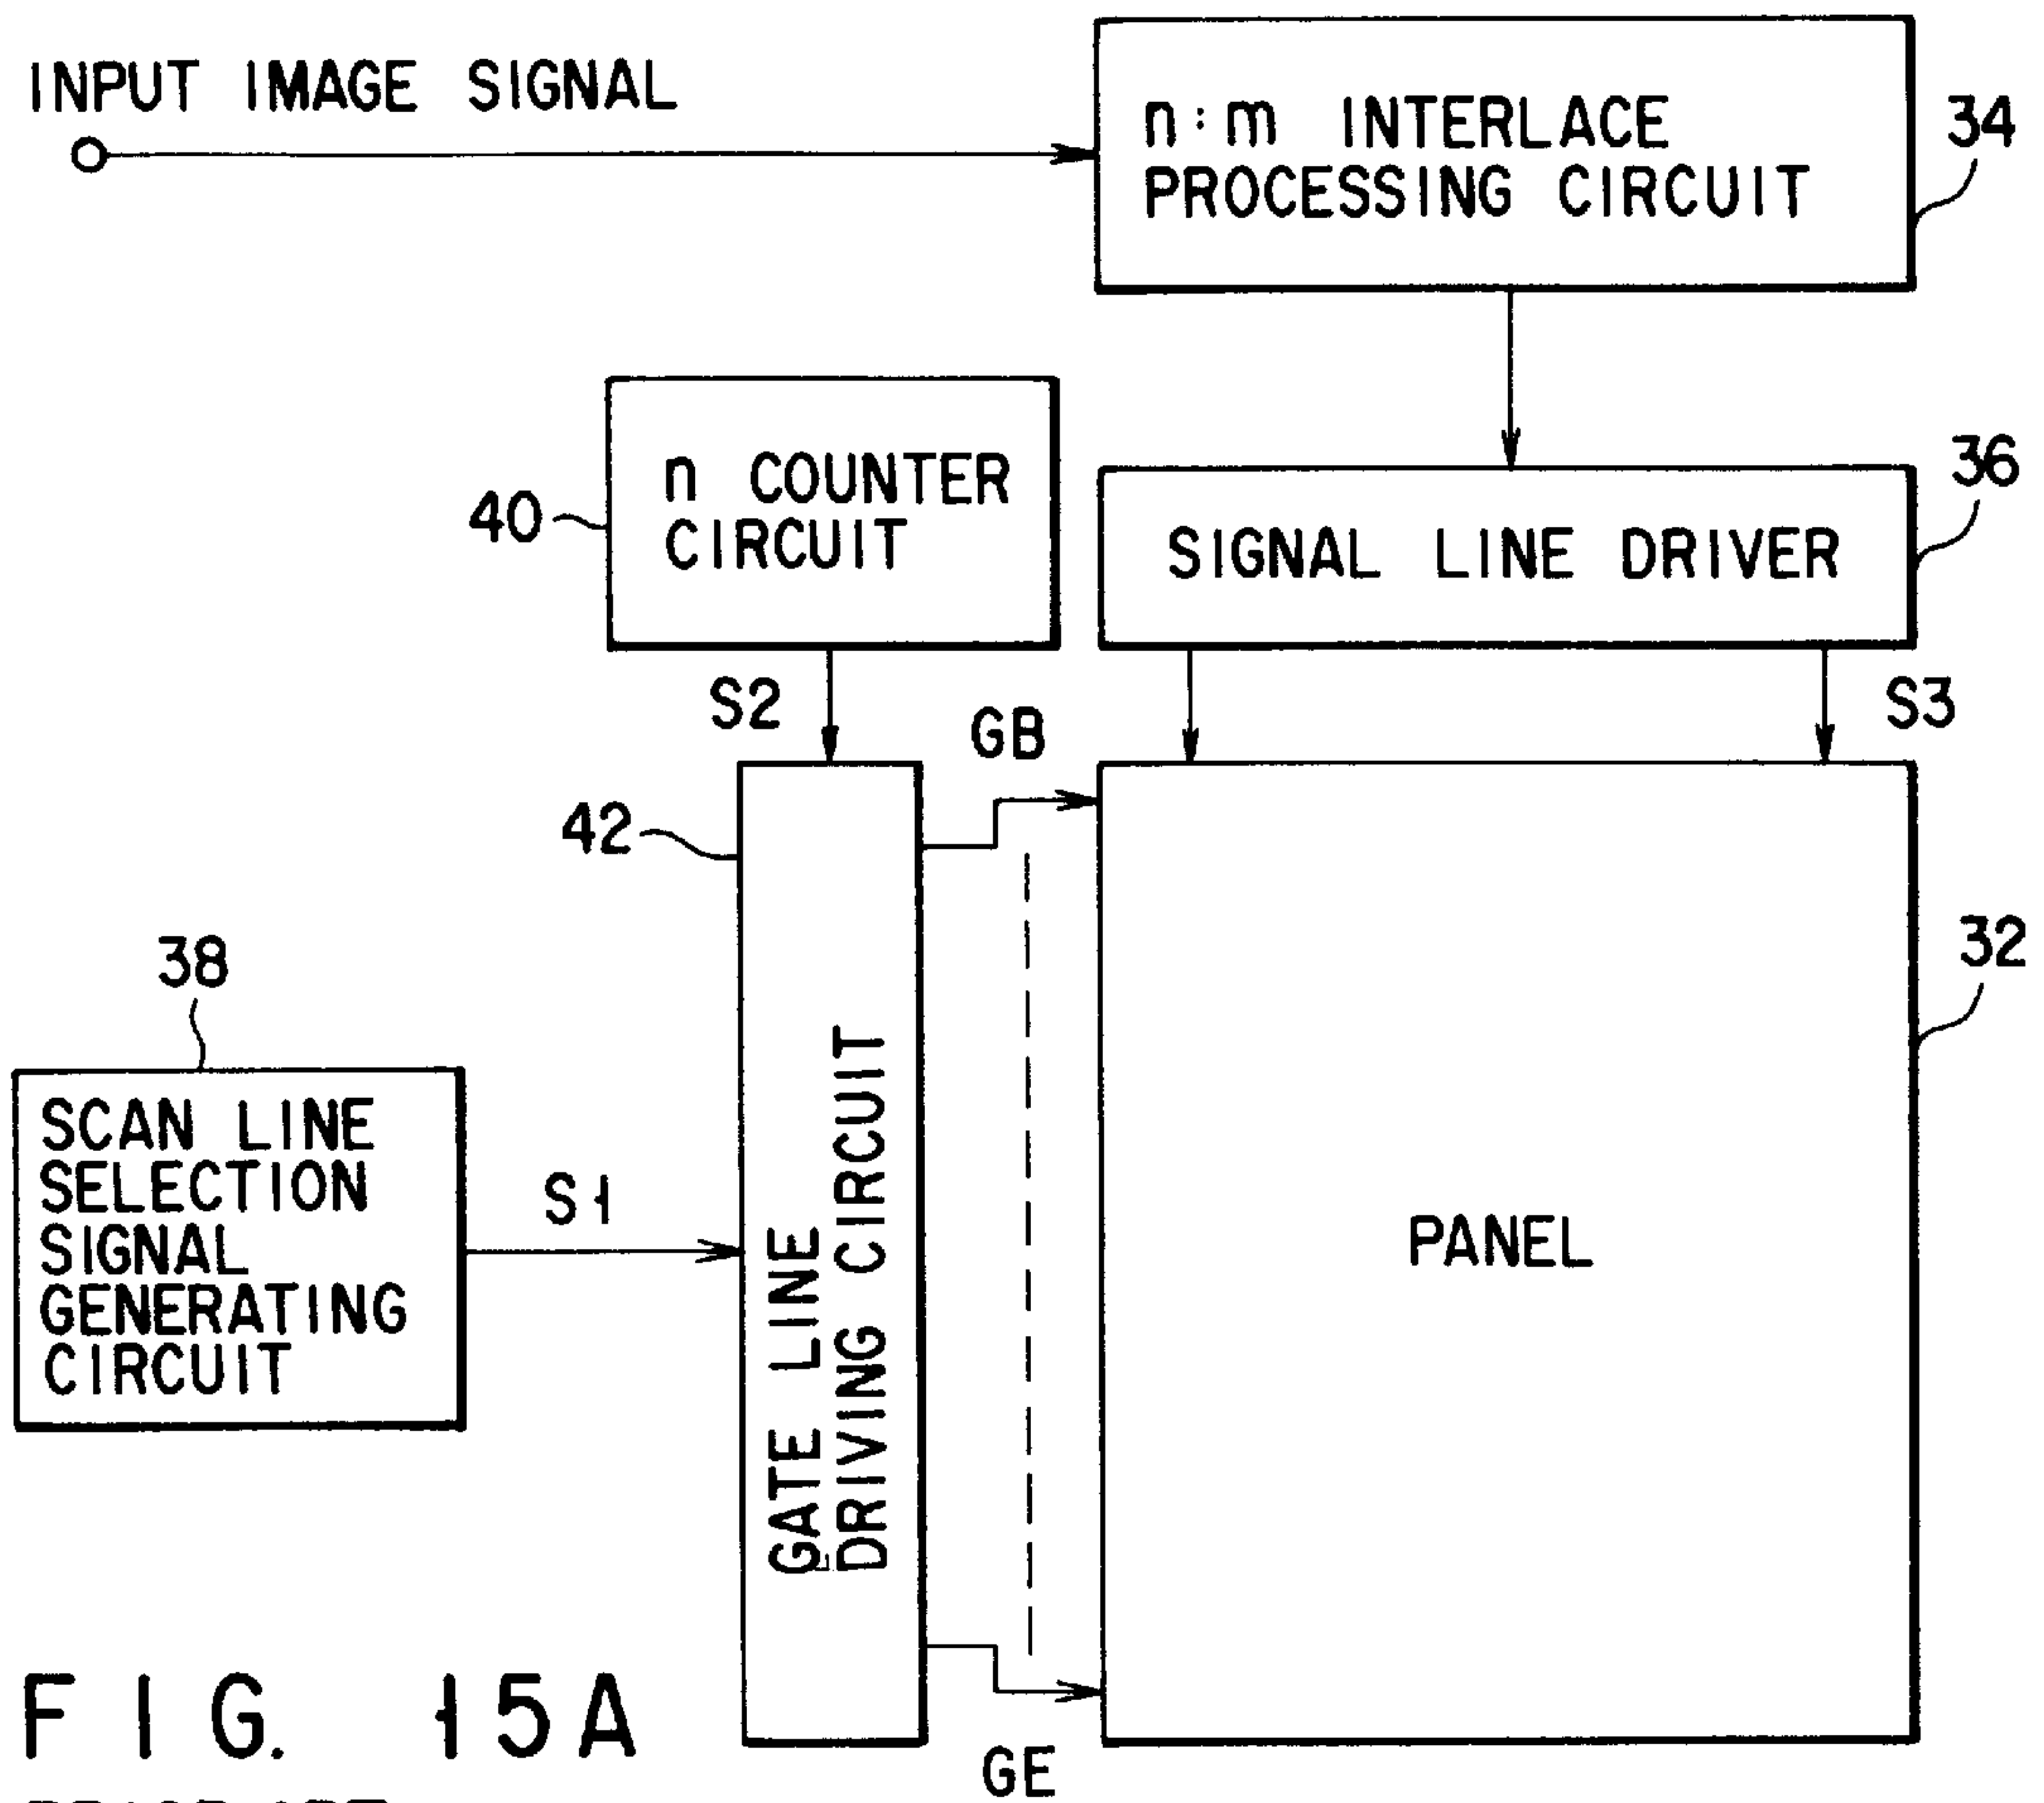 INPUT IMAGE SIGNAL
n:m INTERLACE
PROCESSING CIRCUIT
34
n COUNTER
CIRCUIT
40
SIGNAL LINE DRIVER
36
S2
GB
S3
42
38
32
SCAN LINE
SELECTION
SIGNAL
GENERATING
CIRCUIT
S1
GATE LINE
DRIVING CIRCUIT
PANEL
FIG. 15A
GE